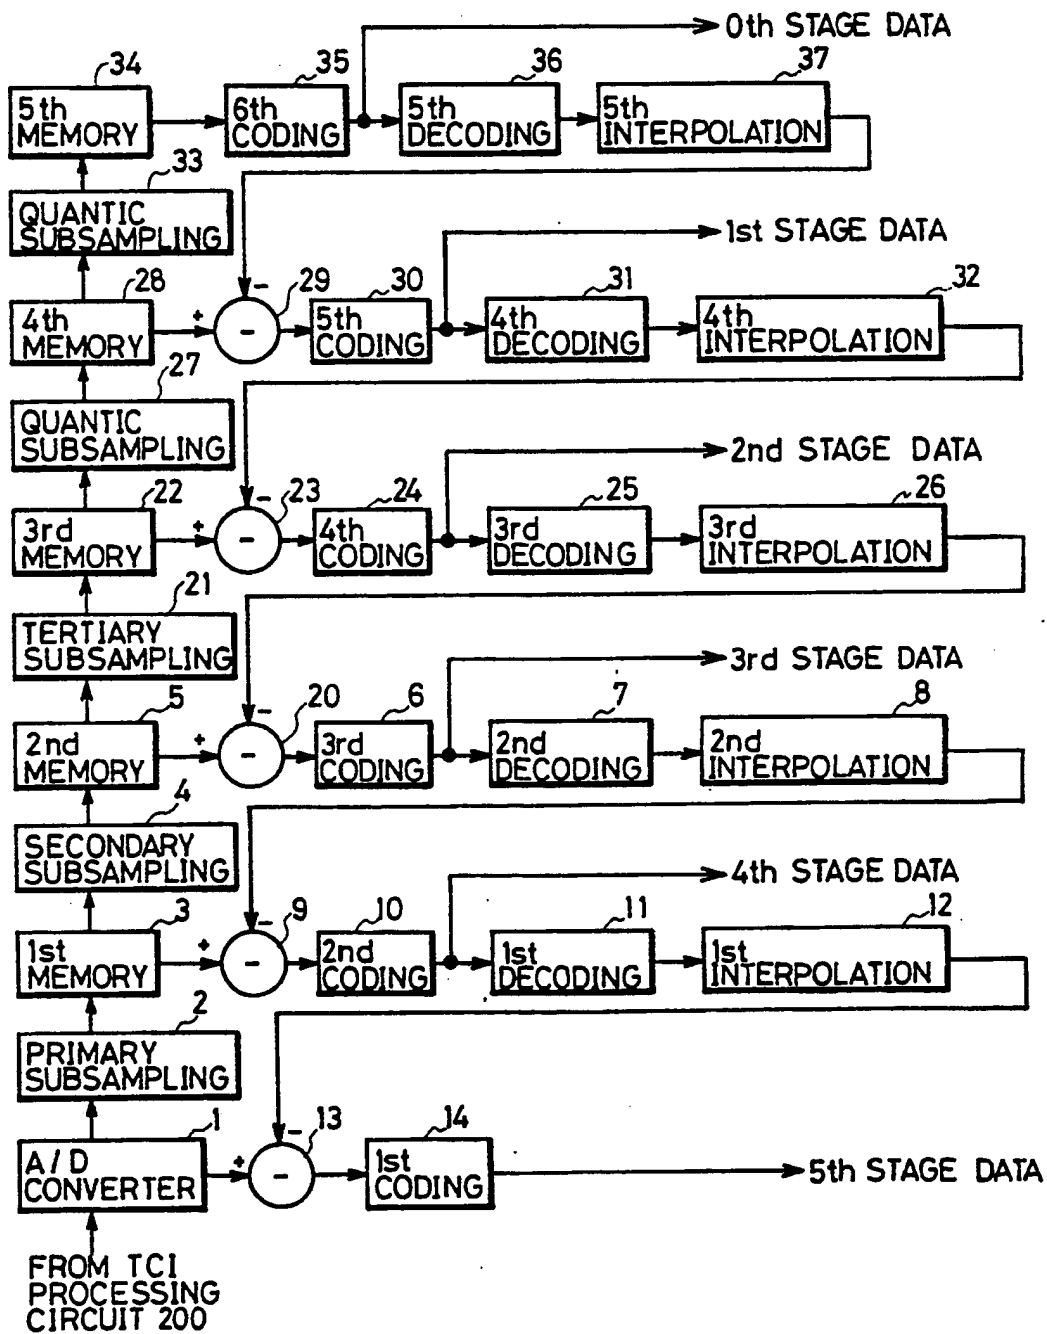 0th STAGE DATA
34
35
36
37
5th
MEMORY
6th
CODING
5th
DECODING
5th
INTERPOLATION
33
QUANTIC
SUBSAMPLING
1st STAGE DATA
28
-
29
30
31
32
4th
MEMORY
+
-
5th
CODING
4th
DECODING
4th
INTERPOLATION
27
QUANTIC
SUBSAMPLING
2nd STAGE DATA
22
-
23
24
25
26
3rd
MEMORY
+
-
4th
CODING
3rd
DECODING
3rd
INTERPOLATION
21
TERTIARY
SUBSAMPLING
3rd STAGE DATA
5
-
20
6
7
8
2nd
MEMORY
+
-
3rd
CODING
2nd
DECODING
2nd
INTERPOLATION
4
SECONDARY
SUBSAMPLING
4th STAGE DATA
3
-
9
10
11
12
1st
MEMORY
+
-
2nd
CODING
1st
DECODING
1st
INTERPOLATION
2
PRIMARY
SUBSAMPLING
1
-
13
14
A/D
CONVERTER
+
-
1st
CODING
5th STAGE DATA
FROM TCI
PROCESSING
CIRCUIT 200